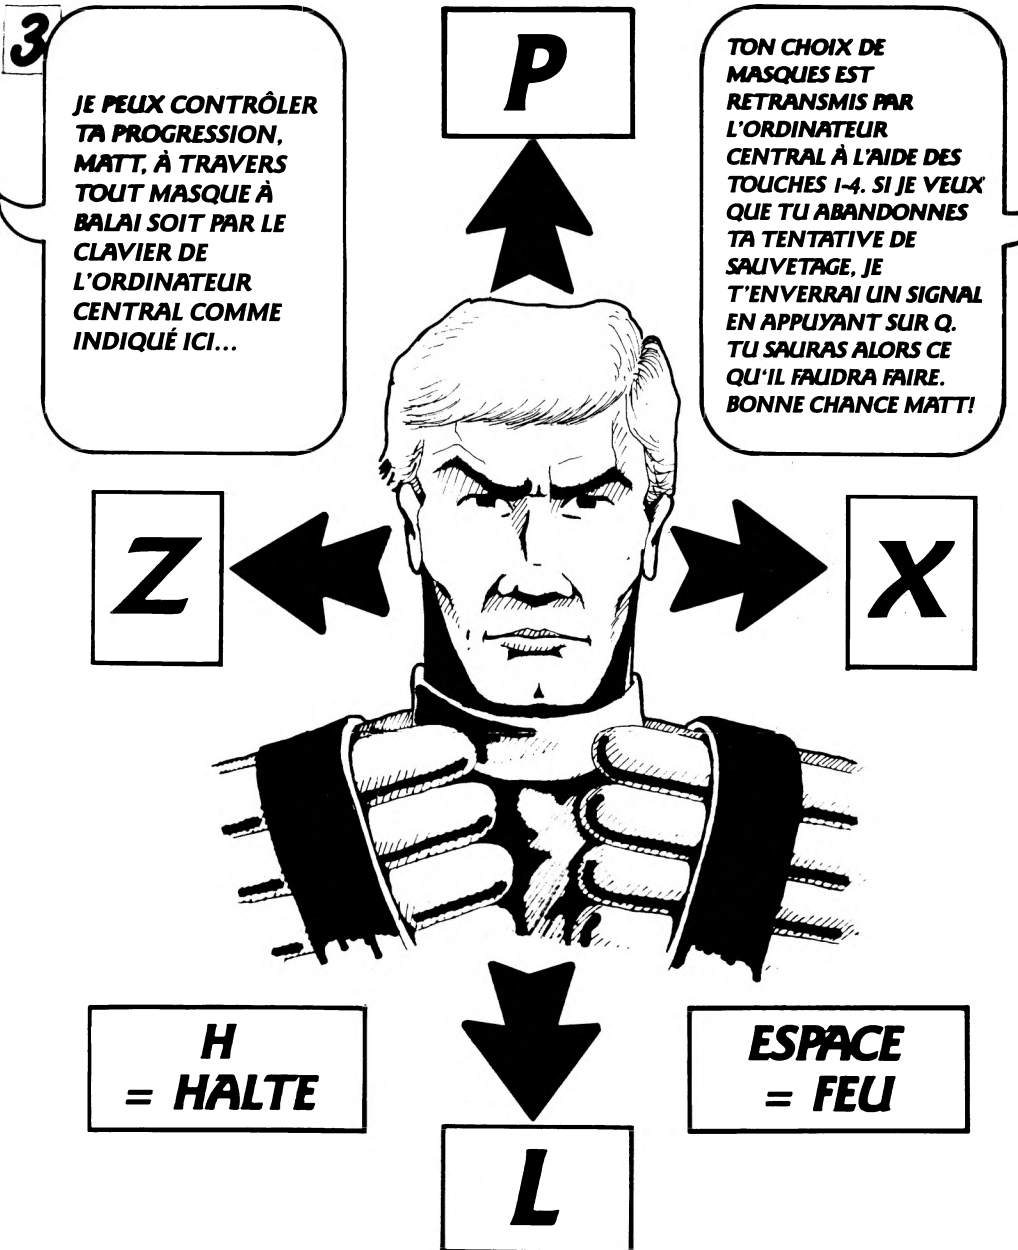 3
JE PEUX CONTRÔLER
TA PROGRESSION,
MATT, À TRAVERS
TOUT MASQUE À
BALAI SOIT PAR LE
CLAVIER DE
L'ORDINATEUR
CENTRAL COMME
INDIQUÉ ICI...
P
TON CHOIX DE
MASQUES EST
RETRANSMIS PAR
L'ORDINATEUR
CENTRAL À L'AIDE DES
TOUCHES 1-4. SI JE VEUX
QUE TU ABANDONNES
TA TENTATIVE DE
SAUVETAGE, JE
T'ENVERRAI UN SIGNAL
EN APPUYANT SUR Q.
TU SAURAS ALORS CE
QU'IL FAUDRA FAIRE.
BONNE CHANCE MATT!
Z
X
H
= HALTE
ESPACE
= FEU
L